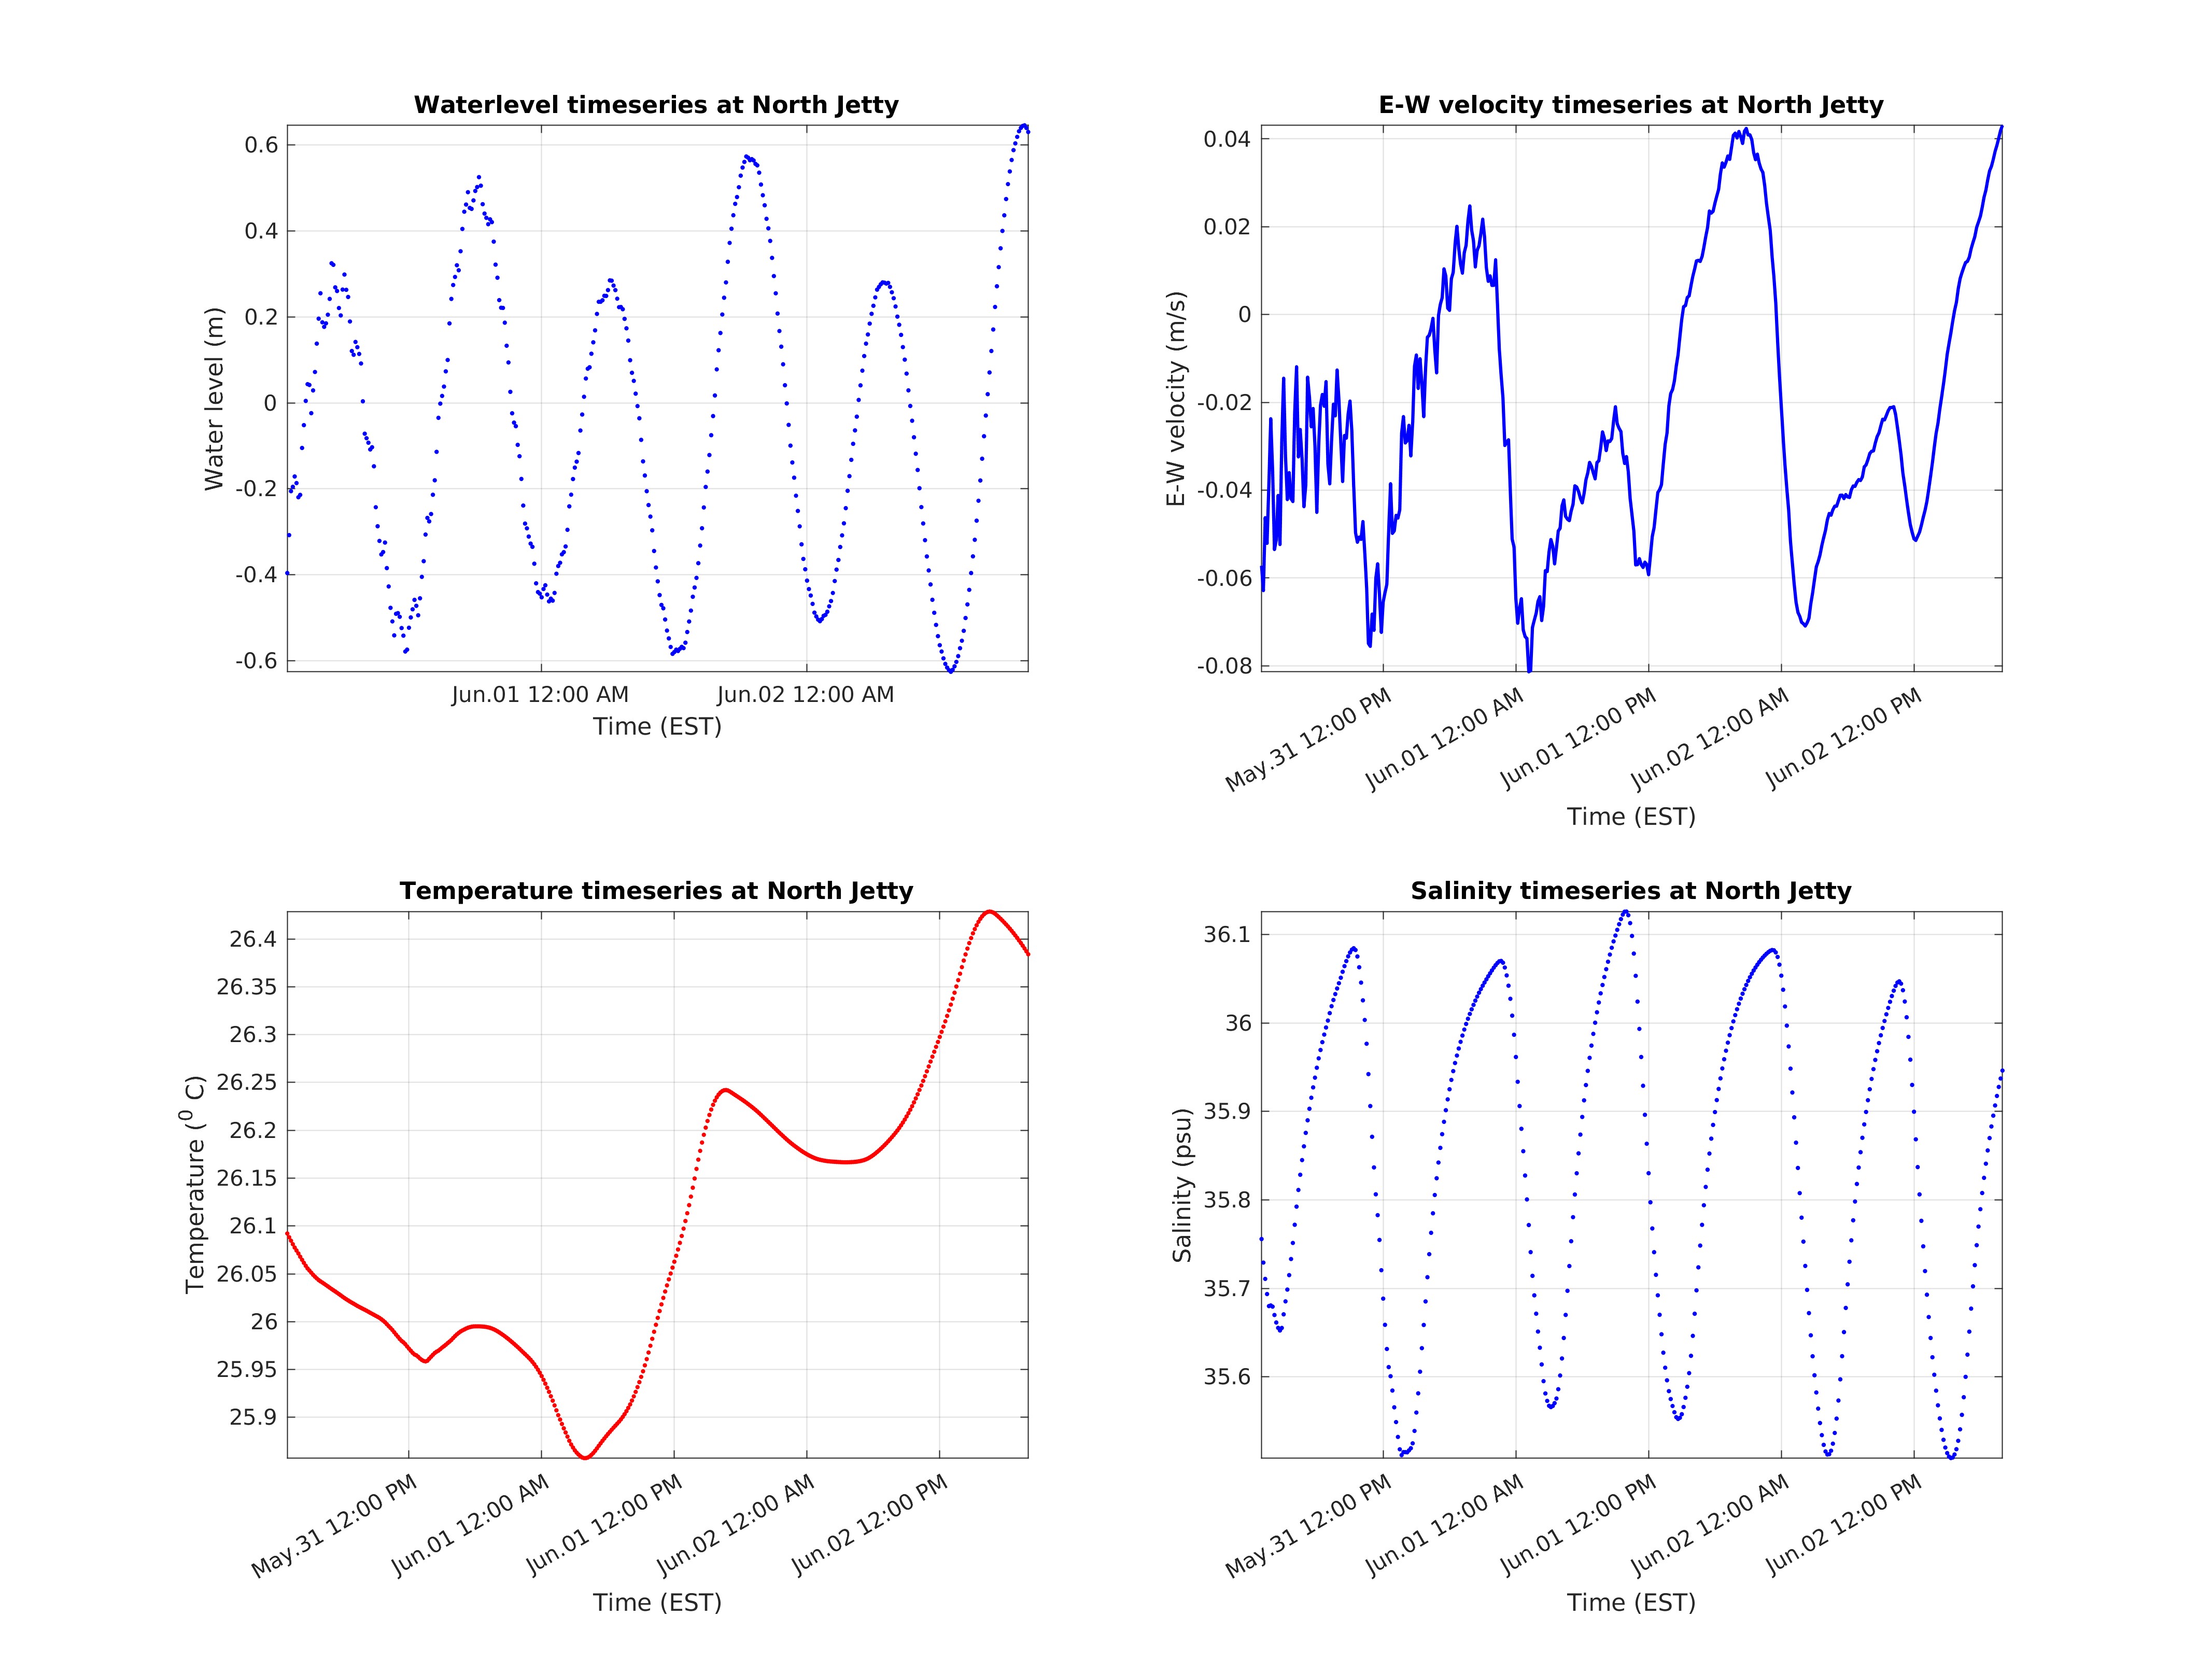 Waterlevel timeseries at North Jetty
0.6
0.4
0.2
0
-0.2
-0.4
-0.6
Water level (m)
Jun.01 12:00 AM
Jun.02 12:00 AM
Time (EST)
E-W velocity timeseries at North Jetty
0.04
0.02
0
-0.02
-0.04
-0.06
-0.08
E-W velocity (m/s)
May.31 12:00 PM
Jun.01 12:00 AM
Jun.01 12:00 PM
Jun.02 12:00 AM
Jun.02 12:00 PM
Time (EST)
Temperature timeseries at North Jetty
26.4
26.35
26.3
26.25
26.2
26.15
26.1
26.05
26
25.95
25.9
Temperature (⁰ C)
May.31 12:00 PM
Jun.01 12:00 AM
Jun.01 12:00 PM
Jun.02 12:00 AM
Jun.02 12:00 PM
Time (EST)
Salinity timeseries at North Jetty
36.1
36
35.9
35.8
35.7
35.6
Salinity (psu)
May.31 12:00 PM
Jun.01 12:00 AM
Jun.01 12:00 PM
Jun.02 12:00 AM
Jun.02 12:00 PM
Time (EST)